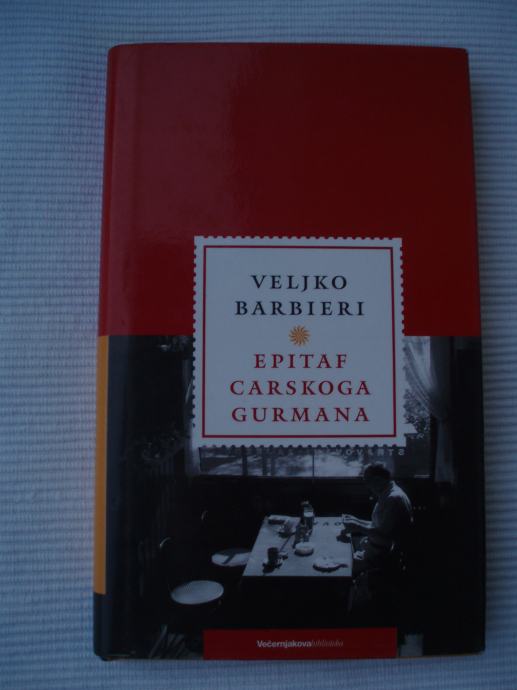 VELJKO
BARBIERI
EPITAF
CARSKOGA
GURMANA
Večernjakova biblioteka